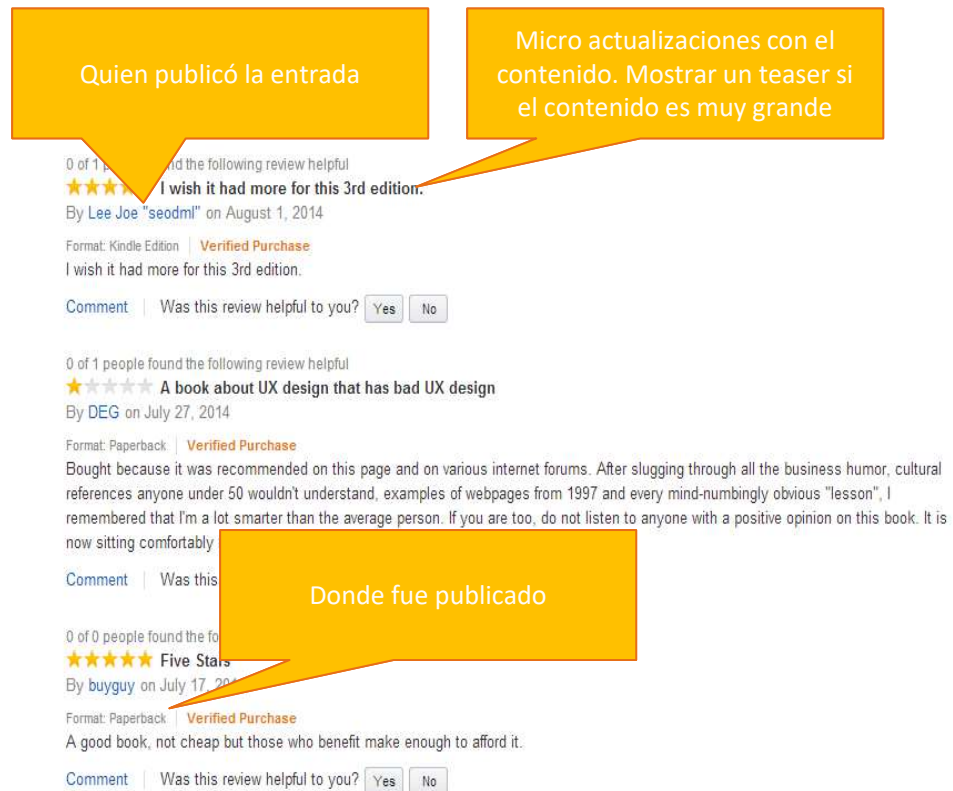 Quien publicó la entrada
Micro actualizaciones con el
contenido. Mostrar un teaser si
el contenido es muy grande
0 of 1 the following review helpful
I wish it had more for this 3rd edition.
By Lee Joe "seodml" on August 1, 2014
Format: Kindle Edition | Verified Purchase
I wish it had more for this 3rd edition.
Comment | Was this review helpful to you? Yes No
0 of 1 people found the following review helpful
A book about UX design that has bad UX design
By DEG on July 27, 2014
Format: Paperback | Verified Purchase
Bought because it was recommended on this page and on various internet forums. After slugging through all the business humor, cultural
references anyone under 50 wouldn't understand, examples of webpages from 1997 and every mind-numbingly obvious "lesson", I
remembered that I'm a lot smarter than the average person. If you are too, do not listen to anyone with a positive opinion on this book. It is
now sitting comfortably
Comment | Was this
Donde fue publicado
0 of 0 people found the
Five Stars
By buyguy on July 17,
Format: Paperback | Verified Purchase
A good book, not cheap but those who benefit make enough to afford it.
Comment | Was this review helpful to you? Yes No